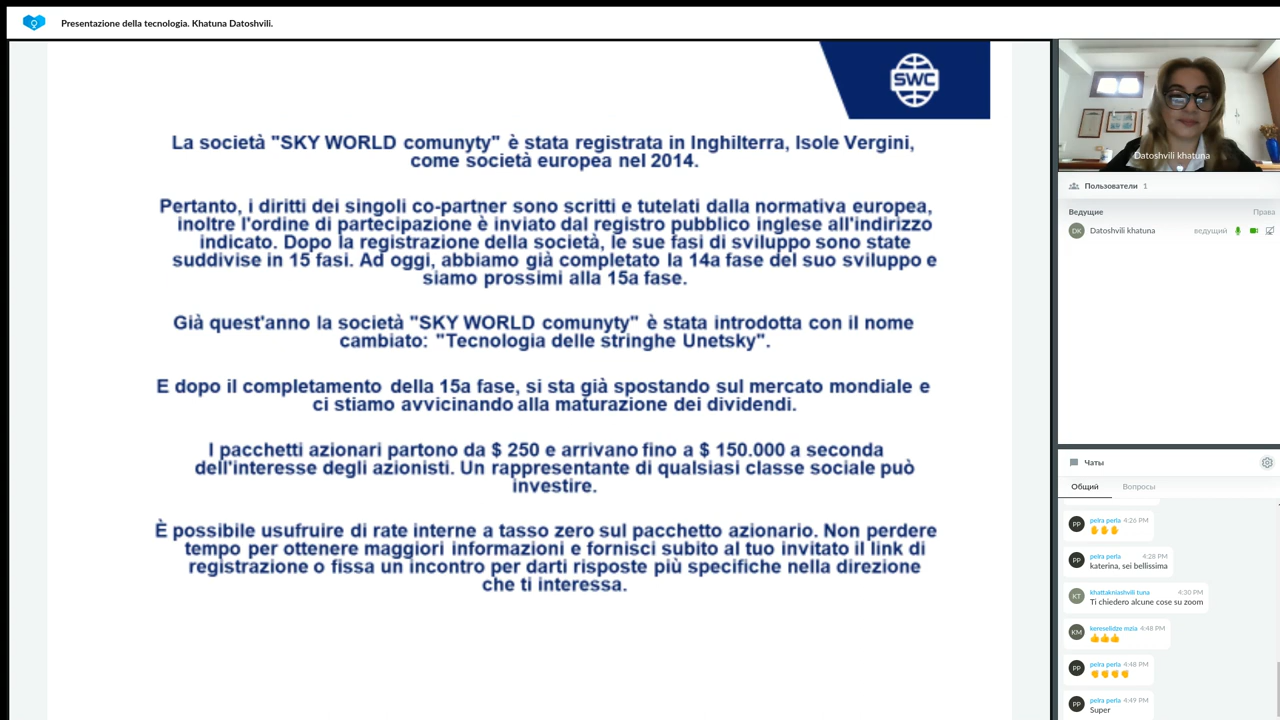 Presentazione della tecnologia. Khatuna Datoshvili.
SWC
La società "SKY WORLD comunyty" è stata registrata in Inghilterra, Isole Vergini,
come società europea nel 2014.
Pertanto, i diritti dei singoli co-partner sono scritti e tutelati dalla normativa europea,
inoltre l'ordine di partecipazione è inviato dal registro pubblico inglese all'indirizzo
indicato. Dopo la registrazione della società, le sue fasi di sviluppo sono state
suddivise in 15 fasi. Ad oggi, abbiamo già completato la 14a fase del suo sviluppo e
siamo prossimi alla 15a fase.
Già quest'anno la società "SKY WORLD comunyty" è stata introdotta con il nome
cambiato: "Tecnologia delle stringhe Unetsky".
E dopo il completamento della 15a fase, si sta già spostando sul mercato mondiale e
ci stiamo avvicinando alla maturazione dei dividendi.
I pacchetti azionari partono da $ 250 e arrivano fino a $ 150.000 a seconda
dell'interesse degli azionisti. Un rappresentante di qualsiasi classe sociale può
investire.
È possibile usufruire di rate interne a tasso zero sul pacchetto azionario. Non perdere
tempo per ottenere maggiori informazioni e fornisci subito al tuo invitato il link di
registrazione o fissa un incontro per darti risposte più specifiche nella direzione
che ti interessa.
Datoshvili khatuna
Пользователи 1
Ведущие Права
DK Datoshvili khatuna ведущий
Чаты
Общий Вопросы
PP pelra perla 4:26 PM
PP pelra perla 4:28 PM
katerina, sei bellissima
KT khattakniashvili tuna 4:30 PM
Ti chiedero alcune cose su zoom
KM kereselidze mzia 4:48 PM
PP pelra perla 4:48 PM
PP pelra perla 4:49 PM
Super